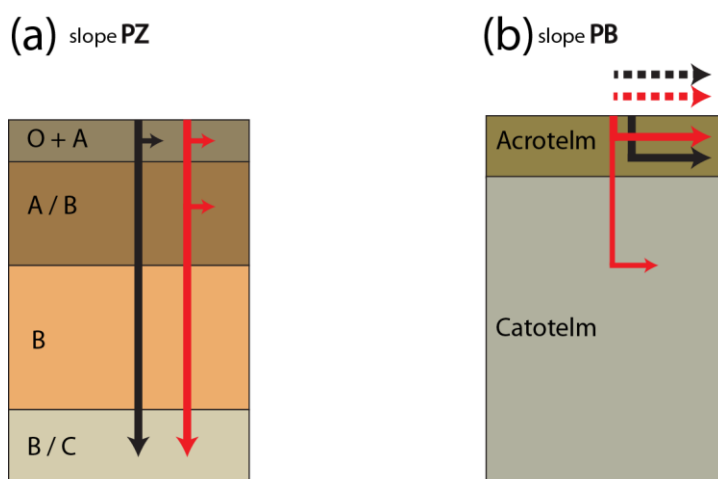 (a) slope PZ
O + A
A / B
B
B / C
(b) slope PB
Acrotelm
Catotelm